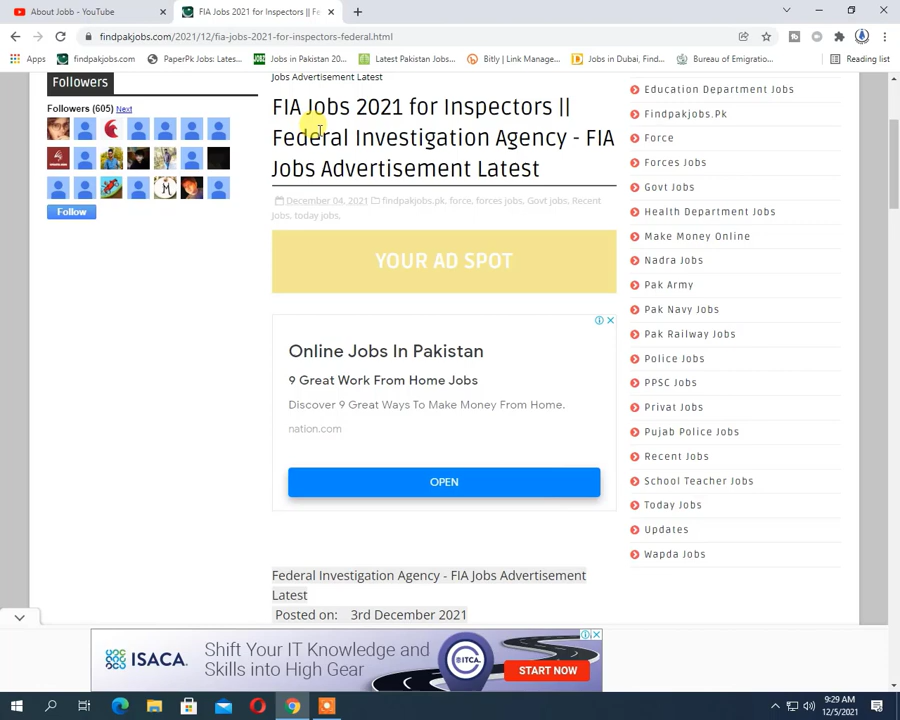 About Jobb - YouTube
FIA Jobs 2021 for Inspectors || Fe
findpakjobs.com/2021/12/fia-jobs-2021-for-inspectors-federal.html
Apps
findpakjobs.com
PaperPk Jobs: Lates...
Jobs in Pakistan 20...
Latest Pakistan Jobs...
Bitly | Link Manage...
Jobs in Dubai, Find...
Bureau of Emigratio...
Reading list
Followers
Followers (605) Next
Follow
Jobs Advertisement Latest
FIA Jobs 2021 for Inspectors ||
Federal Investigation Agency - FIA
Jobs Advertisement Latest
December 04, 2021 findpakjobs.pk, force, forces jobs, Govt jobs, Recent
Jobs, today jobs,
YOUR AD SPOT
Online Jobs In Pakistan
9 Great Work From Home Jobs
Discover 9 Great Ways To Make Money From Home.
nation.com
OPEN
Federal Investigation Agency - FIA Jobs Advertisement
Latest
Posted on: 3rd December 2021
Education Department Jobs
Findpakjobs.Pk
Force
Forces Jobs
Govt Jobs
Health Department Jobs
Make Money Online
Nadra Jobs
Pak Army
Pak Navy Jobs
Pak Railway Jobs
Police Jobs
PPSC Jobs
Privat Jobs
Pujab Police Jobs
Recent Jobs
School Teacher Jobs
Today Jobs
Updates
Wapda Jobs
ISACA.
Shift Your IT Knowledge and
Skills into High Gear
ITCA
START NOW
9:29 AM
12/5/2021